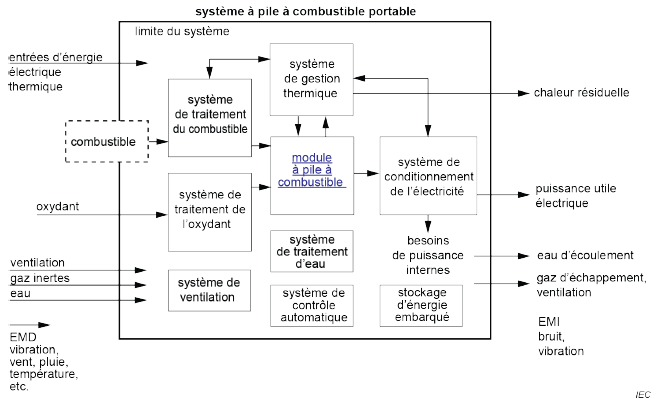 système à pile à combustible portable
limite du système
entrées d'énergie
électrique
thermique
système
de gestion
thermique
système
de traitement
du combustible
chaleur résiduelle
combustible
module
à pile à
combustible
système de
conditionnement
de l'électricité
système de
traitement de
l'oxydant
puissance utile
électrique
oxydant
système
de traitement
d'eau
besoins
de puissance
internes
eau d'écoulement
ventilation
gaz inertes
eau
système de
ventilation
gaz d'échappement,
ventilation
système de
contrôle
automatique
stockage
d'énergie
embarqué
EMD
vibration,
vent, pluie,
température,
etc.
EMI
bruit,
vibration
IEC